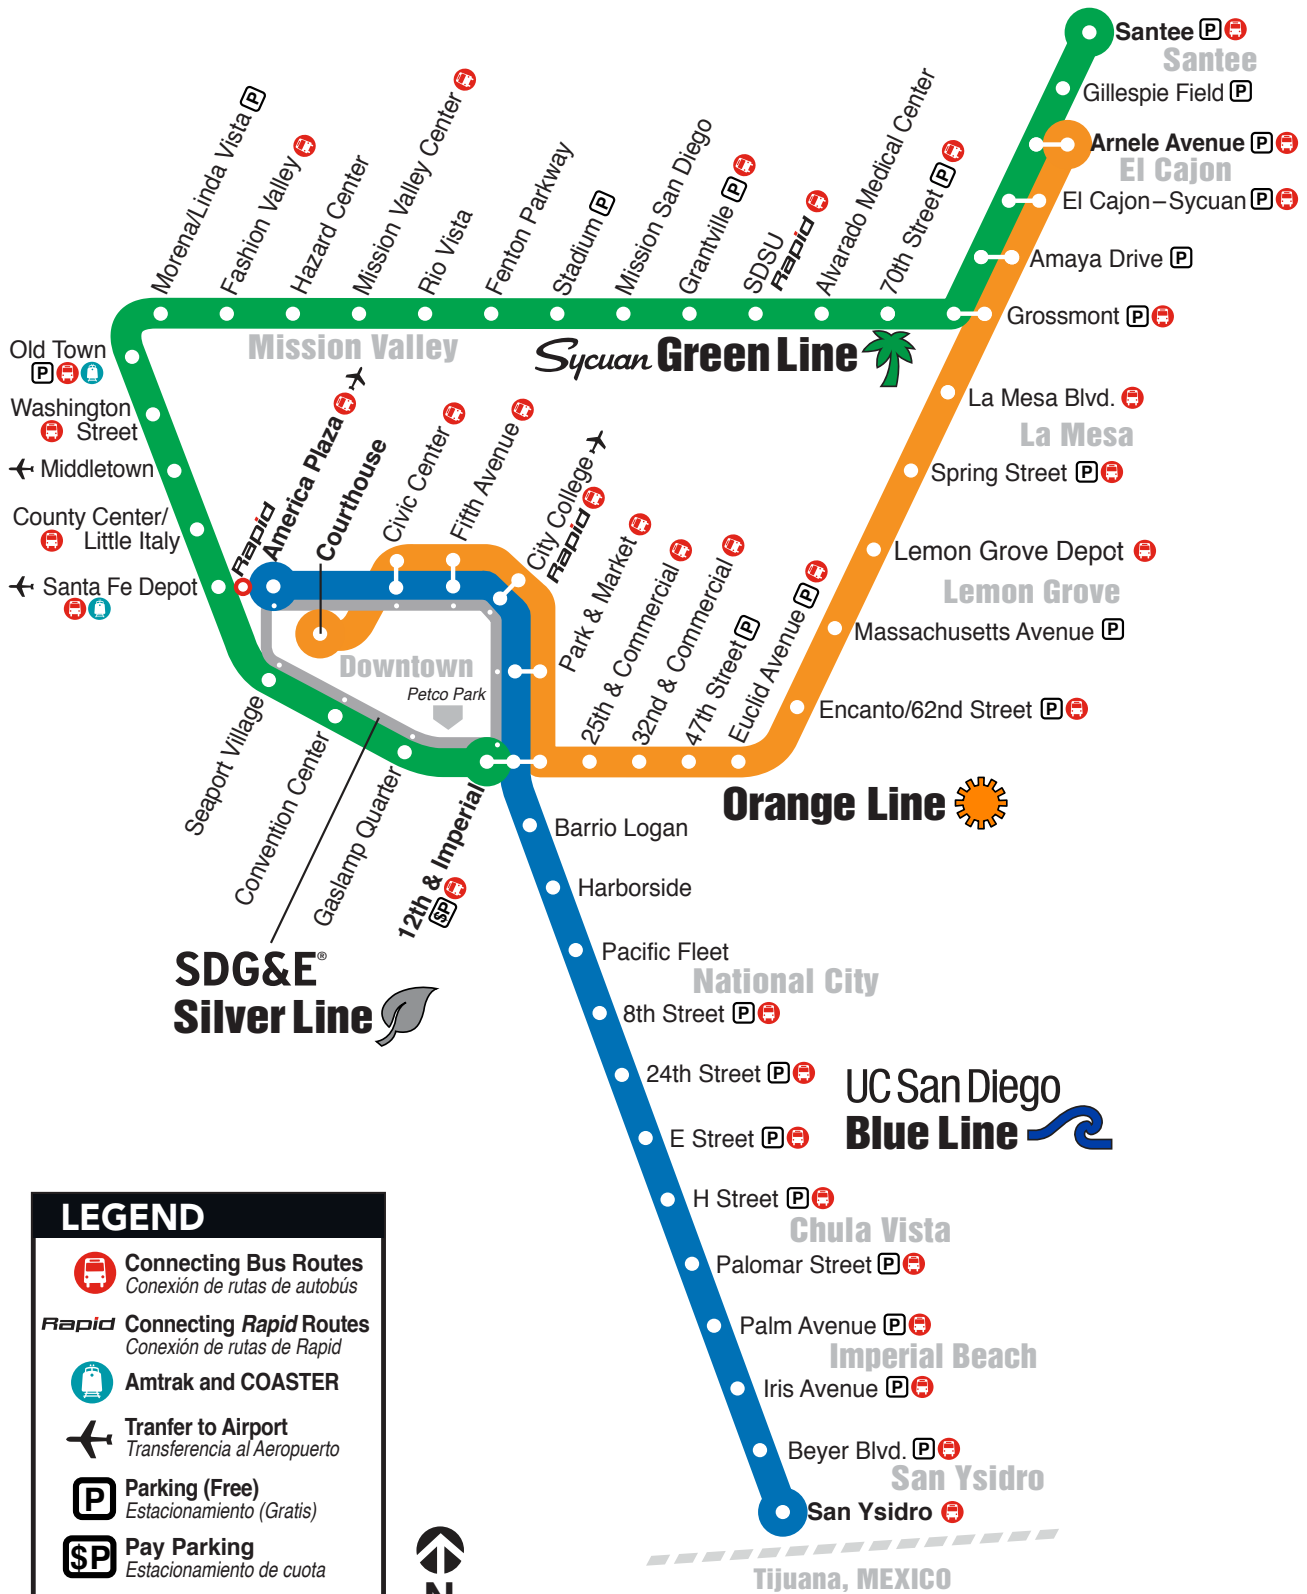 Santee P
Santee
Gillespie Field P
Arnele Avenue P
El Cajon
El Cajon–Sycuan P
Amaya Drive P
Grossmont P
La Mesa Blvd.
La Mesa
Spring Street P
Lemon Grove Depot
Lemon Grove
Massachusetts Avenue P
Encanto/62nd Street P
Morena/Linda Vista P
Fashion Valley
Hazard Center
Mission Valley Center
Rio Vista
Fenton Parkway
Stadium P
Mission San Diego
Grantville P
SDSU
Rapid
Alvarado Medical Center
70th Street P
Mission Valley
Sycuan Green Line
Old Town
P
Washington
Street
Middletown
County Center/
Little Italy
Santa Fe Depot
Rapid
America Plaza
Courthouse
Civic Center
Fifth Avenue
City College
Rapid
Park & Market
25th & Commercial
32nd & Commercial
47th Street P
Euclid Avenue P
Downtown
Petco Park
Seaport Village
Convention Center
Gaslamp Quarter
12th & Imperial
$P
Orange Line
SDG&E®
Silver Line
Barrio Logan
Harborside
Pacific Fleet
National City
8th Street P
24th Street P
UC San Diego
Blue Line
E Street P
H Street P
Chula Vista
Palomar Street P
Palm Avenue P
Imperial Beach
Iris Avenue P
Beyer Blvd. P
San Ysidro
San Ysidro
Tijuana, MEXICO
LEGEND
Connecting Bus Routes
Conexión de rutas de autobús
Rapid Connecting Rapid Routes
Conexión de rutas de Rapid
Amtrak and COASTER
Tranfer to Airport
Transferencia al Aeropuerto
P Parking (Free)
Estacionamiento (Gratis)
$P Pay Parking
Estacionamiento de cuota
N